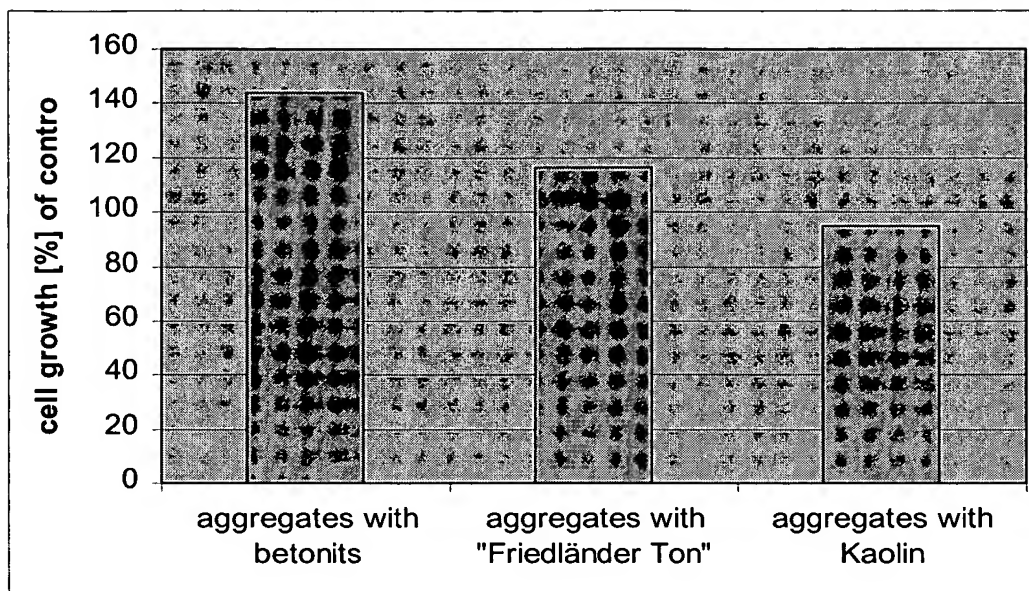 160
140
120
100
80
60
40
20
0
cell growth [%] of contro
aggregates with
betonits
aggregates with
"Friedländer Ton"
aggregates with
Kaolin